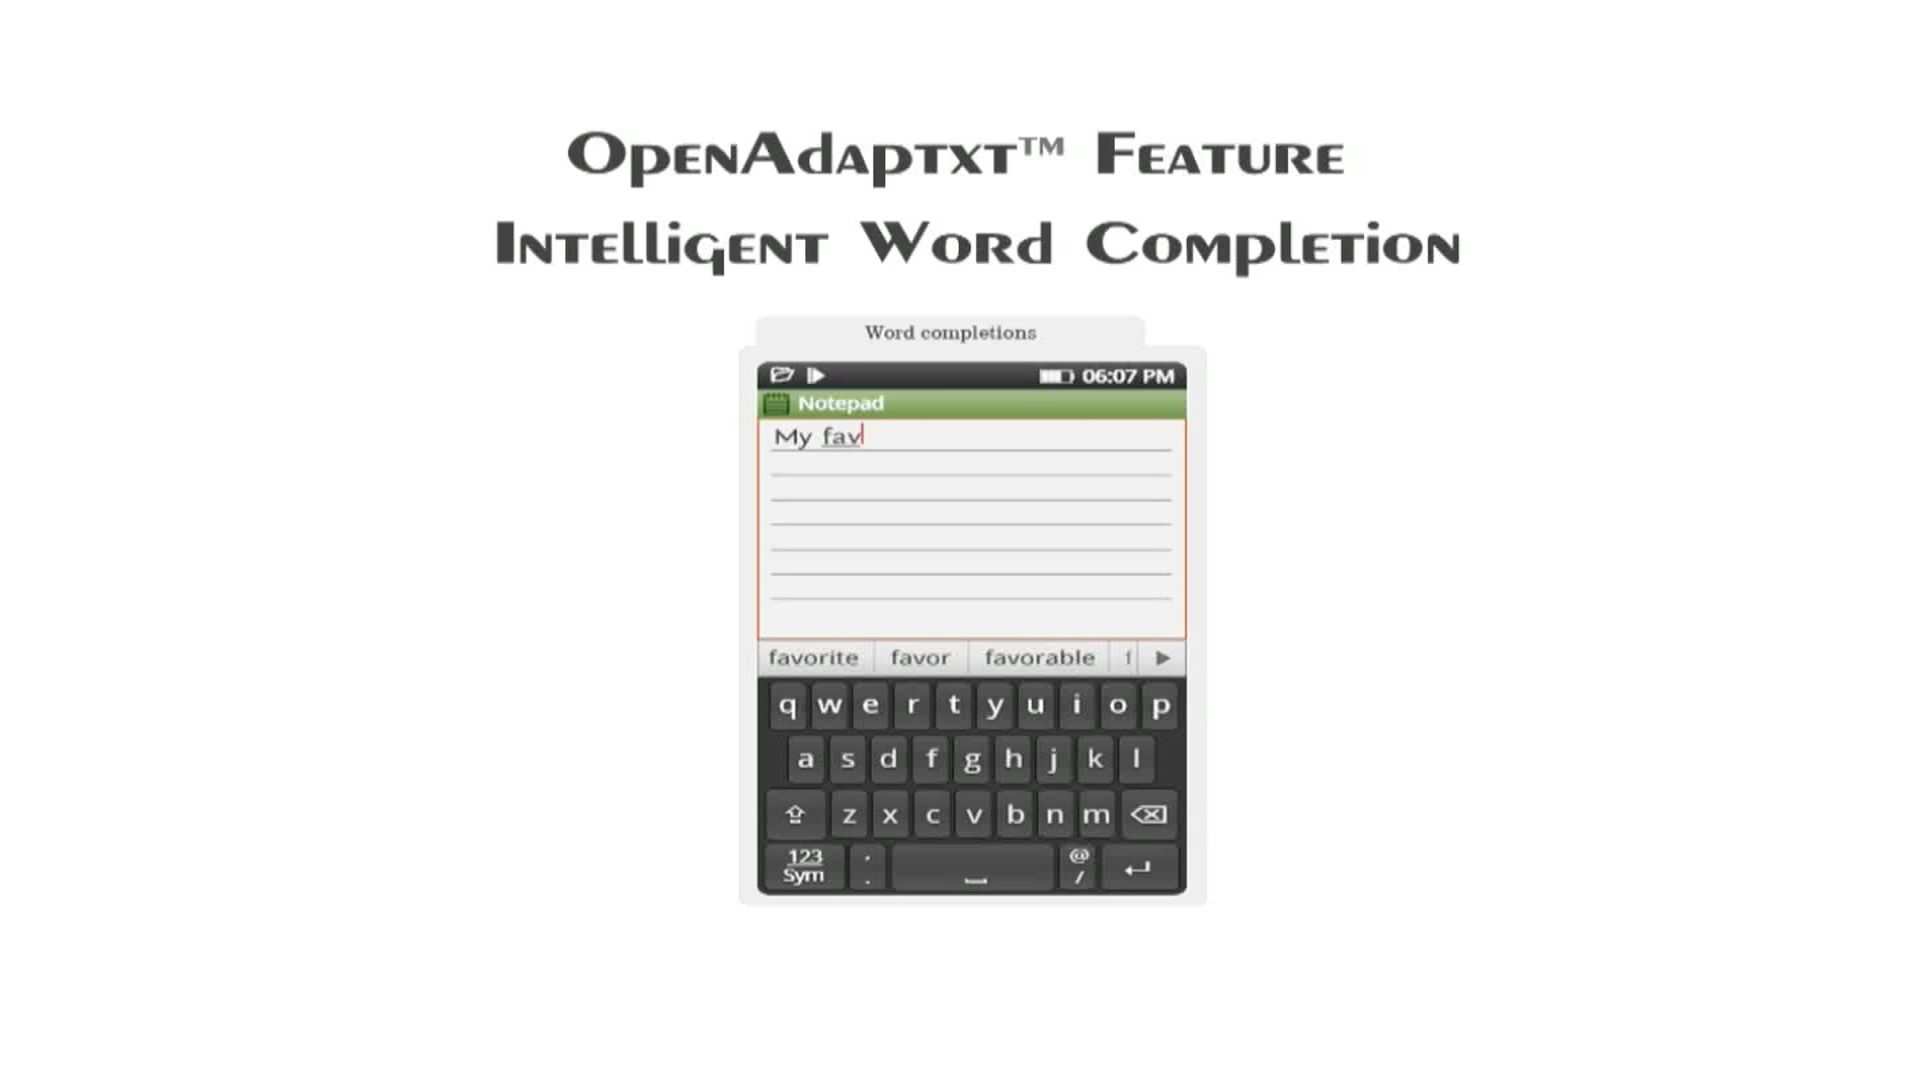 OpenAdaptxt™ Feature
Intelligent Word Completion
Word completions
06:07 PM
Notepad
My fav
favorite favor favorable f
q w e r t y u i o p
a s d f g h j k l
z x c v b n m
123 , @
Sym . /